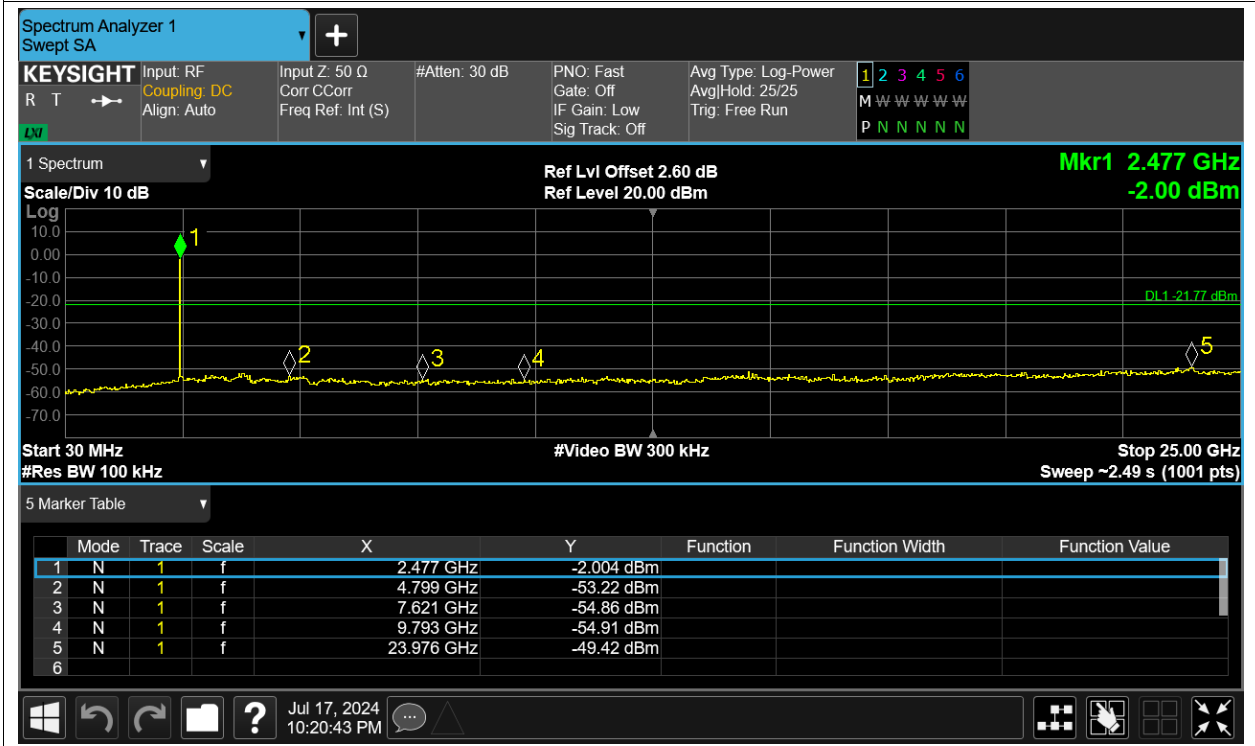 Spectrum Analyzer 1
Swept SA
+
KEYSIGHT Input: RF Input Z: 50 Ω #Atten: 30 dB PNO: Fast Avg Type: Log-Power 1 2 3 4 5 6
R T Coupling: DC Corr CCorr Gate: Off Avg|Hold: 25/25 M W W W W W
Align: Auto Freq Ref: Int (S) IF Gain: Low Trig: Free Run
LXI Sig Track: Off P N N N N N
1 Spectrum Ref Lvl Offset 2.60 dB Mkr1 2.477 GHz
Scale/Div 10 dB Ref Level 20.00 dBm -2.00 dBm
Log
10.0
0.00
-10.0
-20.0
-30.0
-40.0
-50.0
-60.0
-70.0
1
DL1 -21.77 dBm
2
3
4
5
Start 30 MHz #Video BW 300 kHz Stop 25.00 GHz
#Res BW 100 kHz Sweep ~2.49 s (1001 pts)
5 Marker Table
Mode Trace Scale X Y Function Function Width Function Value
1 N 1 f 2.477 GHz -2.004 dBm
2 N 1 f 4.799 GHz -53.22 dBm
3 N 1 f 7.621 GHz -54.86 dBm
4 N 1 f 9.793 GHz -54.91 dBm
5 N 1 f 23.976 GHz -49.42 dBm
6
? Jul 17, 2024
10:20:43 PM